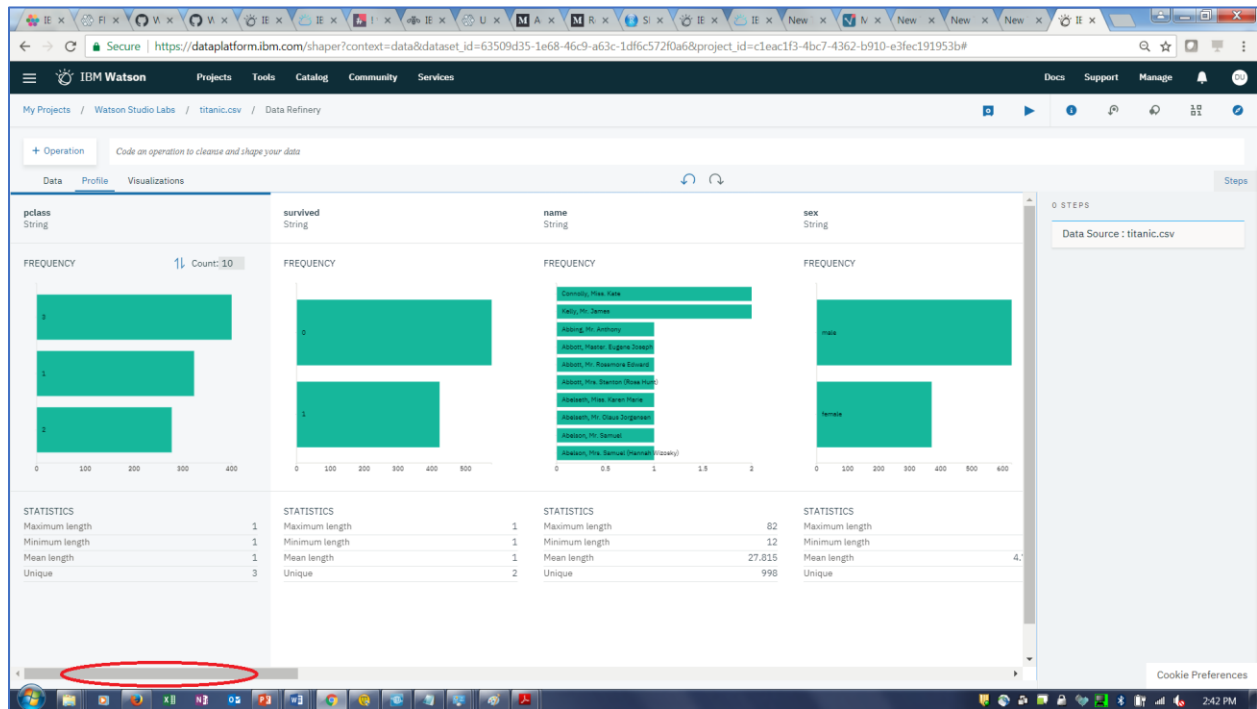 Secure | https://dataplatform.ibm.com/shaper?context=data&dataset_id=63509d35-1e68-46c9-a63c-1df6c572f0a6&project_id=c1eac1f3-4bc7-4362-b910-e3fec191953b#
IBM Watson Projects Tools Catalog Community Services Docs Support Manage DU
My Projects / Watson Studio Labs / titanic.csv / Data Refinery
+ Operation Code an operation to cleanse and shape your data
Data Profile Visualizations Steps
pclass survived name sex 0 STEPS
String String String String
Data Source : titanic.csv
FREQUENCY Count: 10 FREQUENCY FREQUENCY FREQUENCY
Connolly, Miss. Kate
Kelly, Mr. James
3 0 Abbing, Mr. Anthony male
Abbott, Master. Eugene Joseph
Abbott, Mr. Rossmore Edward
1 Abbott, Mrs. Stanton (Rosa Hunt)
Abelseth, Miss. Karen Marie
1 Abelseth, Mr. Olaus Jorgensen female
2 Abelson, Mr. Samuel
Abelson, Mrs. Samuel (Hannah Wizosky)
0 100 200 300 400 0 100 200 300 400 500 0 0.5 1 1.5 2 0 100 200 300 400 500 600
STATISTICS STATISTICS STATISTICS STATISTICS
Maximum length 1 Maximum length 1 Maximum length 82 Maximum length
Minimum length 1 Minimum length 1 Minimum length 12 Minimum length
Mean length 1 Mean length 1 Mean length 27.815 Mean length 4.
Unique 3 Unique 2 Unique 998 Unique
Cookie Preferences
2:42 PM